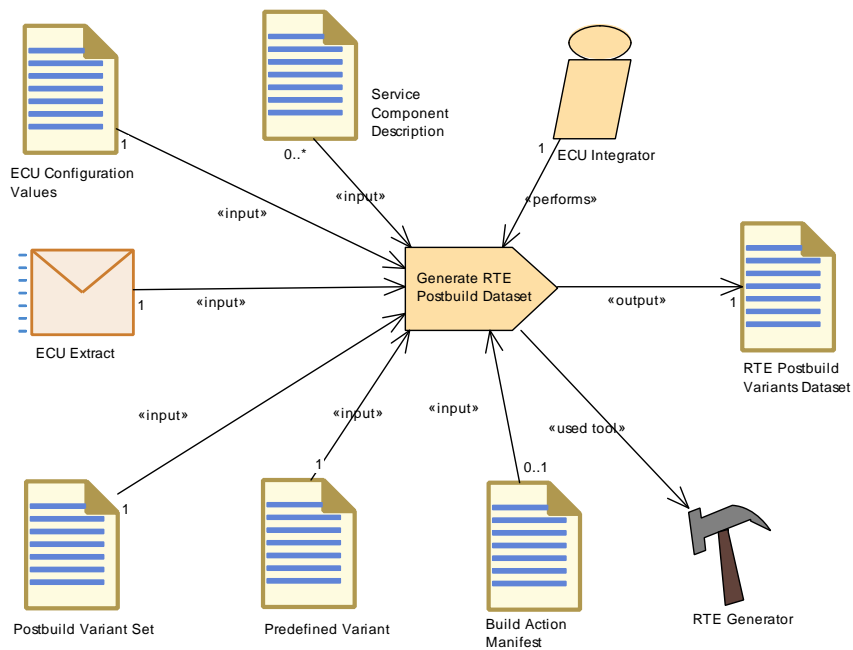 Service
Component
Description
0..*
1
ECU Configuration
Values
1
ECU Integrator
«input»
«input»
«performs»
Generate RTE
Postbuild Dataset
1
«input»
«output»
1
ECU Extract
RTE Postbuild
Variants Dataset
«input»
«input»
«input»
«used tool»
1
1
0..1
Postbuild Variant Set
Predefined Variant
Build Action
Manifest
RTE Generator